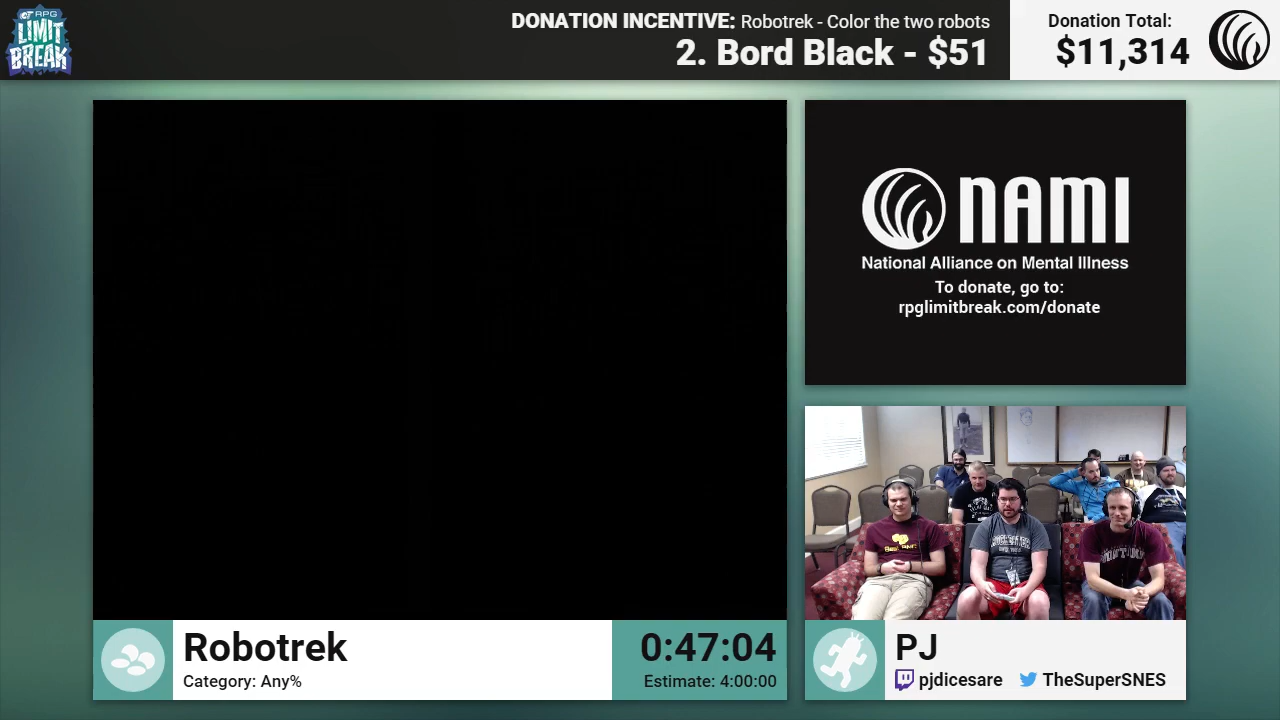 RPG
LIMIT
BREAK
DONATION INCENTIVE: Robotrek - Color the two robots
2. Bord Black - $51
Donation Total:
$11,314
NAMI
National Alliance on Mental Illness
To donate, go to:
rpglimitbreak.com/donate
Robotrek
Category: Any%
0:47:04
Estimate: 4:00:00
PJ
pjdicesare
TheSuperSNES